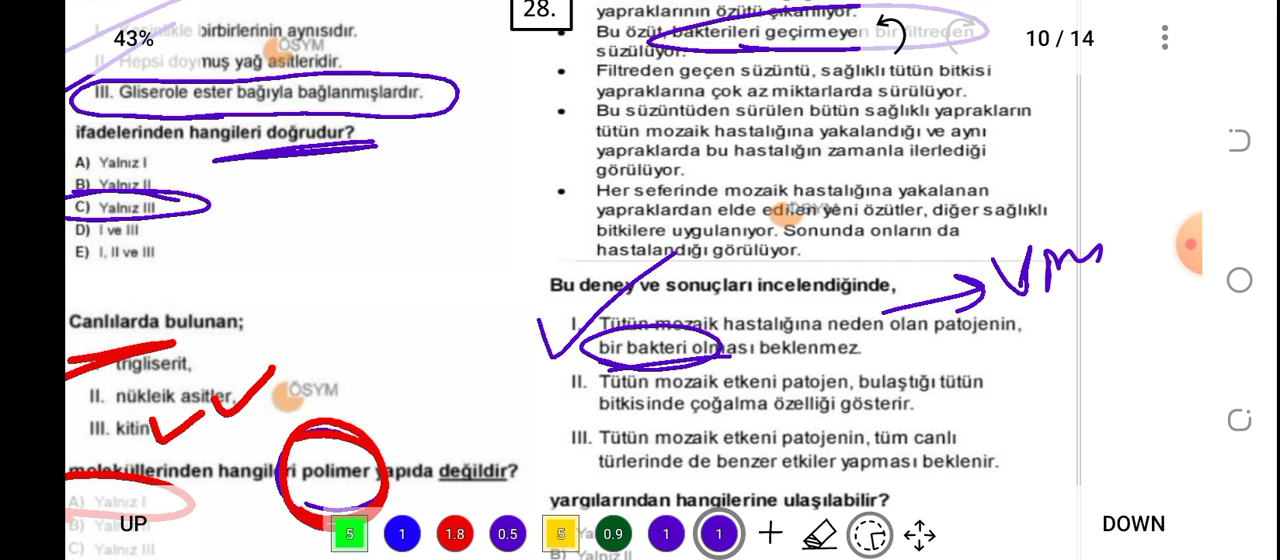 43%
birbirlerinin aynısıdır.
ÖSYM
II. Hepsi doymuş yağ asitleridir.
III. Gliserole ester bağıyla bağlanmışlardır.
ifadelerinden hangileri doğrudur?
A) Yalnız I
B) Yalnız II
C) Yalnız III
D) I ve III
E) I, II ve III
Canlılarda bulunan;
trigliserit,
II. nükleik asitler,
ÖSYM
III. kitin
moleküllerinden hangileri polimer yapıda değildir?
A) Yalnız I
B) Yal
C) Yalnız III
28.
yapraklarının özütü çıkarılıyor.
• Bu özüt, bakterileri geçirmeyen bir filtreden
süzülüyor.
• Filtreden geçen süzüntü, sağlıklı tütün bitkisi
yapraklarına çok az miktarlarda sürülüyor.
• Bu süzüntüden sürülen bütün sağlıklı yaprakların
tütün mozaik hastalığına yakalandığı ve aynı
yapraklarda bu hastalığın zamanla ilerlediği
görülüyor.
• Her seferinde mozaik hastalığına yakalanan
yapraklardan elde edilen yeni özütler, diğer sağlıklı
bitkilere uygulanıyor. Sonunda onların da
hastalandığı görülüyor.
Bu deney ve sonuçları incelendiğinde,
I. Tütün mozaik hastalığına neden olan patojenin,
bir bakteri olması beklenmez.
II. Tütün mozaik etkeni patojen, bulaştığı tütün
bitkisinde çoğalma özelliği gösterir.
III. Tütün mozaik etkeni patojenin, tüm canlı
türlerinde de benzer etkiler yapması beklenir.
yargılarından hangilerine ulaşılabilir?
B) Yalnız II
10 / 14
UP
5
1
1.8
0.5
5
0.9
1
1
DOWN